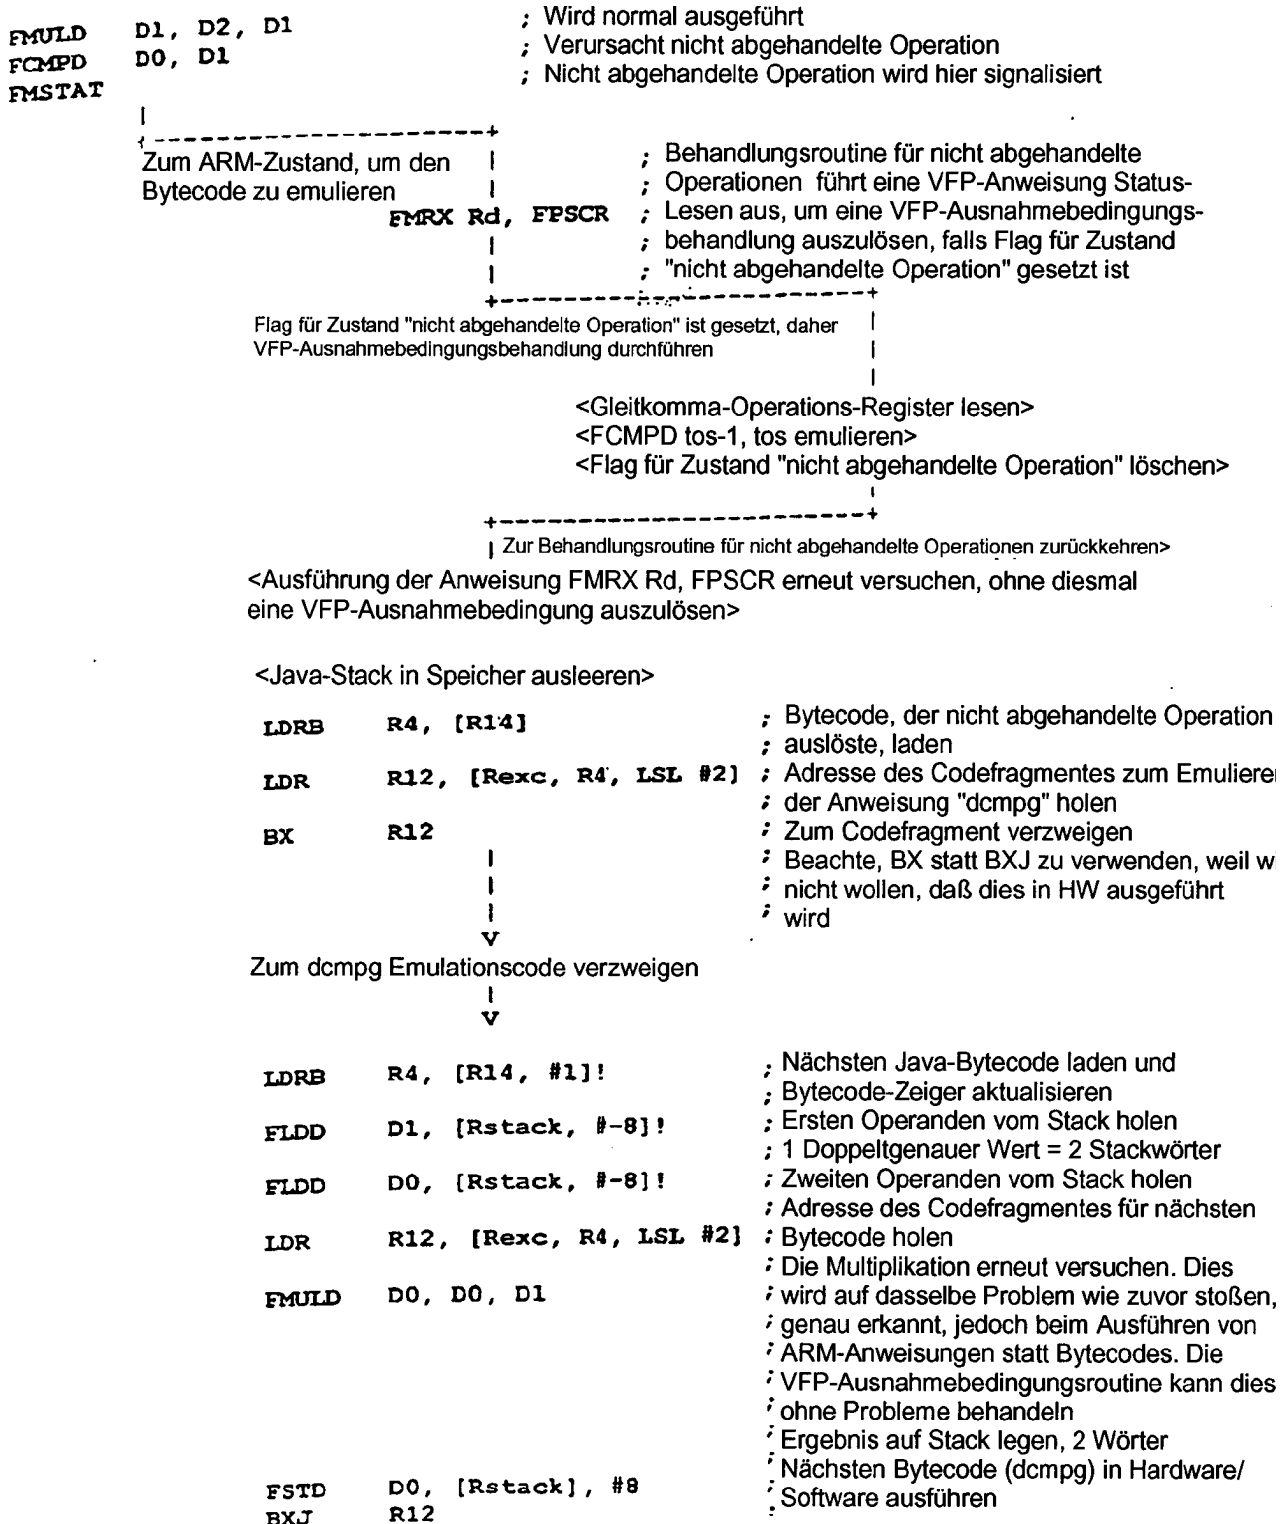 FMULD D1, D2, D1 ; Wird normal ausgeführt
FCMPD D0, D1 ; Verursacht nicht abgehandelte Operation
FMSTAT ; Nicht abgehandelte Operation wird hier signalisiert
Zum ARM-Zustand, um den
Bytecode zu emulieren
FMRX Rd, FPSCR
; Behandlungsroutine für nicht abgehandelte
; Operationen führt eine VFP-Anweisung Status-
; Lesen aus, um eine VFP-Ausnahmebedingungs-
; behandlung auszulösen, falls Flag für Zustand
; "nicht abgehandelte Operation" gesetzt ist
Flag für Zustand "nicht abgehandelte Operation" ist gesetzt, daher
VFP-Ausnahmebedingungsbehandlung durchführen
<Gleitkomma-Operations-Register lesen>
<FCMPD tos-1, tos emulieren>
<Flag für Zustand "nicht abgehandelte Operation" löschen>
Zur Behandlungsroutine für nicht abgehandelte Operationen zurückkehren>
<Ausführung der Anweisung FMRX Rd, FPSCR erneut versuchen, ohne diesmal
eine VFP-Ausnahmebedingung auszulösen>
<Java-Stack in Speicher ausleeren>
LDRB R4, [R14] ; Bytecode, der nicht abgehandelte Operation
; auslöste, laden
LDR R12, [Rexc, R4, LSL #2] ; Adresse des Codefragmentes zum Emulieren
; der Anweisung "dcmpg" holen
BX R12 ; Zum Codefragment verzweigen
; Beachte, BX statt BXJ zu verwenden, weil wi
; nicht wollen, daß dies in HW ausgeführt
; wird
Zum dcmpg Emulationscode verzweigen
LDRB R4, [R14, #1]! ; Nächsten Java-Bytecode laden und
; Bytecode-Zeiger aktualisieren
FLDD D1, [Rstack, #-8]! ; Ersten Operanden vom Stack holen
; 1 Doppeltgenauer Wert = 2 Stackwörter
FLDD D0, [Rstack, #-8]! ; Zweiten Operanden vom Stack holen
; Adresse des Codefragmentes für nächsten
LDR R12, [Rexc, R4, LSL #2] ; Bytecode holen
; Die Multiplikation erneut versuchen. Dies
FMULD D0, D0, D1 ; wird auf dasselbe Problem wie zuvor stoßen,
; genau erkannt, jedoch beim Ausführen von
; ARM-Anweisungen statt Bytecodes. Die
; VFP-Ausnahmebedingungsroutine kann dies
; ohne Probleme behandeln
; Ergebnis auf Stack legen, 2 Wörter
; Nächsten Bytecode (dcmpg) in Hardware/
FSTD D0, [Rstack], #8 ; Software ausführen
BXJ R12 ;